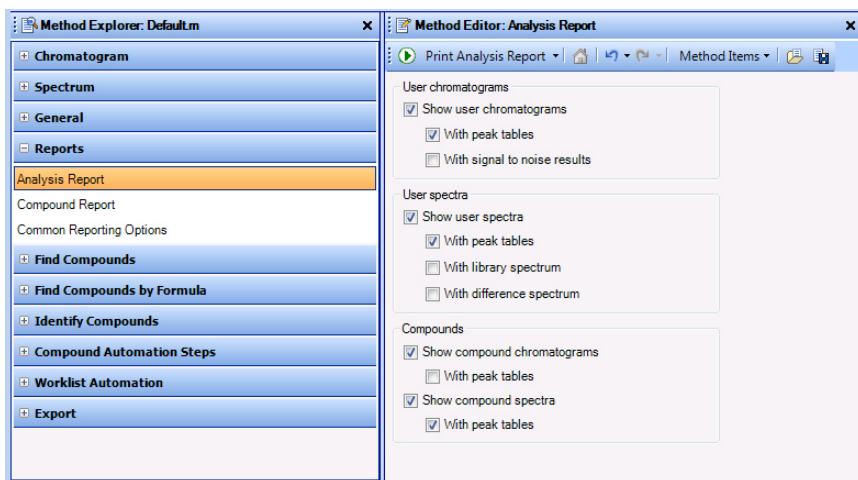 Method Explorer: Default.m
Chromatogram
Spectrum
General
Reports
Analysis Report
Compound Report
Common Reporting Options
Find Compounds
Find Compounds by Formula
Identify Compounds
Compound Automation Steps
Worklist Automation
Export
Method Editor: Analysis Report
Print Analysis Report Method Items
User chromatograms
Show user chromatograms
With peak tables
With signal to noise results
User spectra
Show user spectra
With peak tables
With library spectrum
With difference spectrum
Compounds
Show compound chromatograms
With peak tables
Show compound spectra
With peak tables